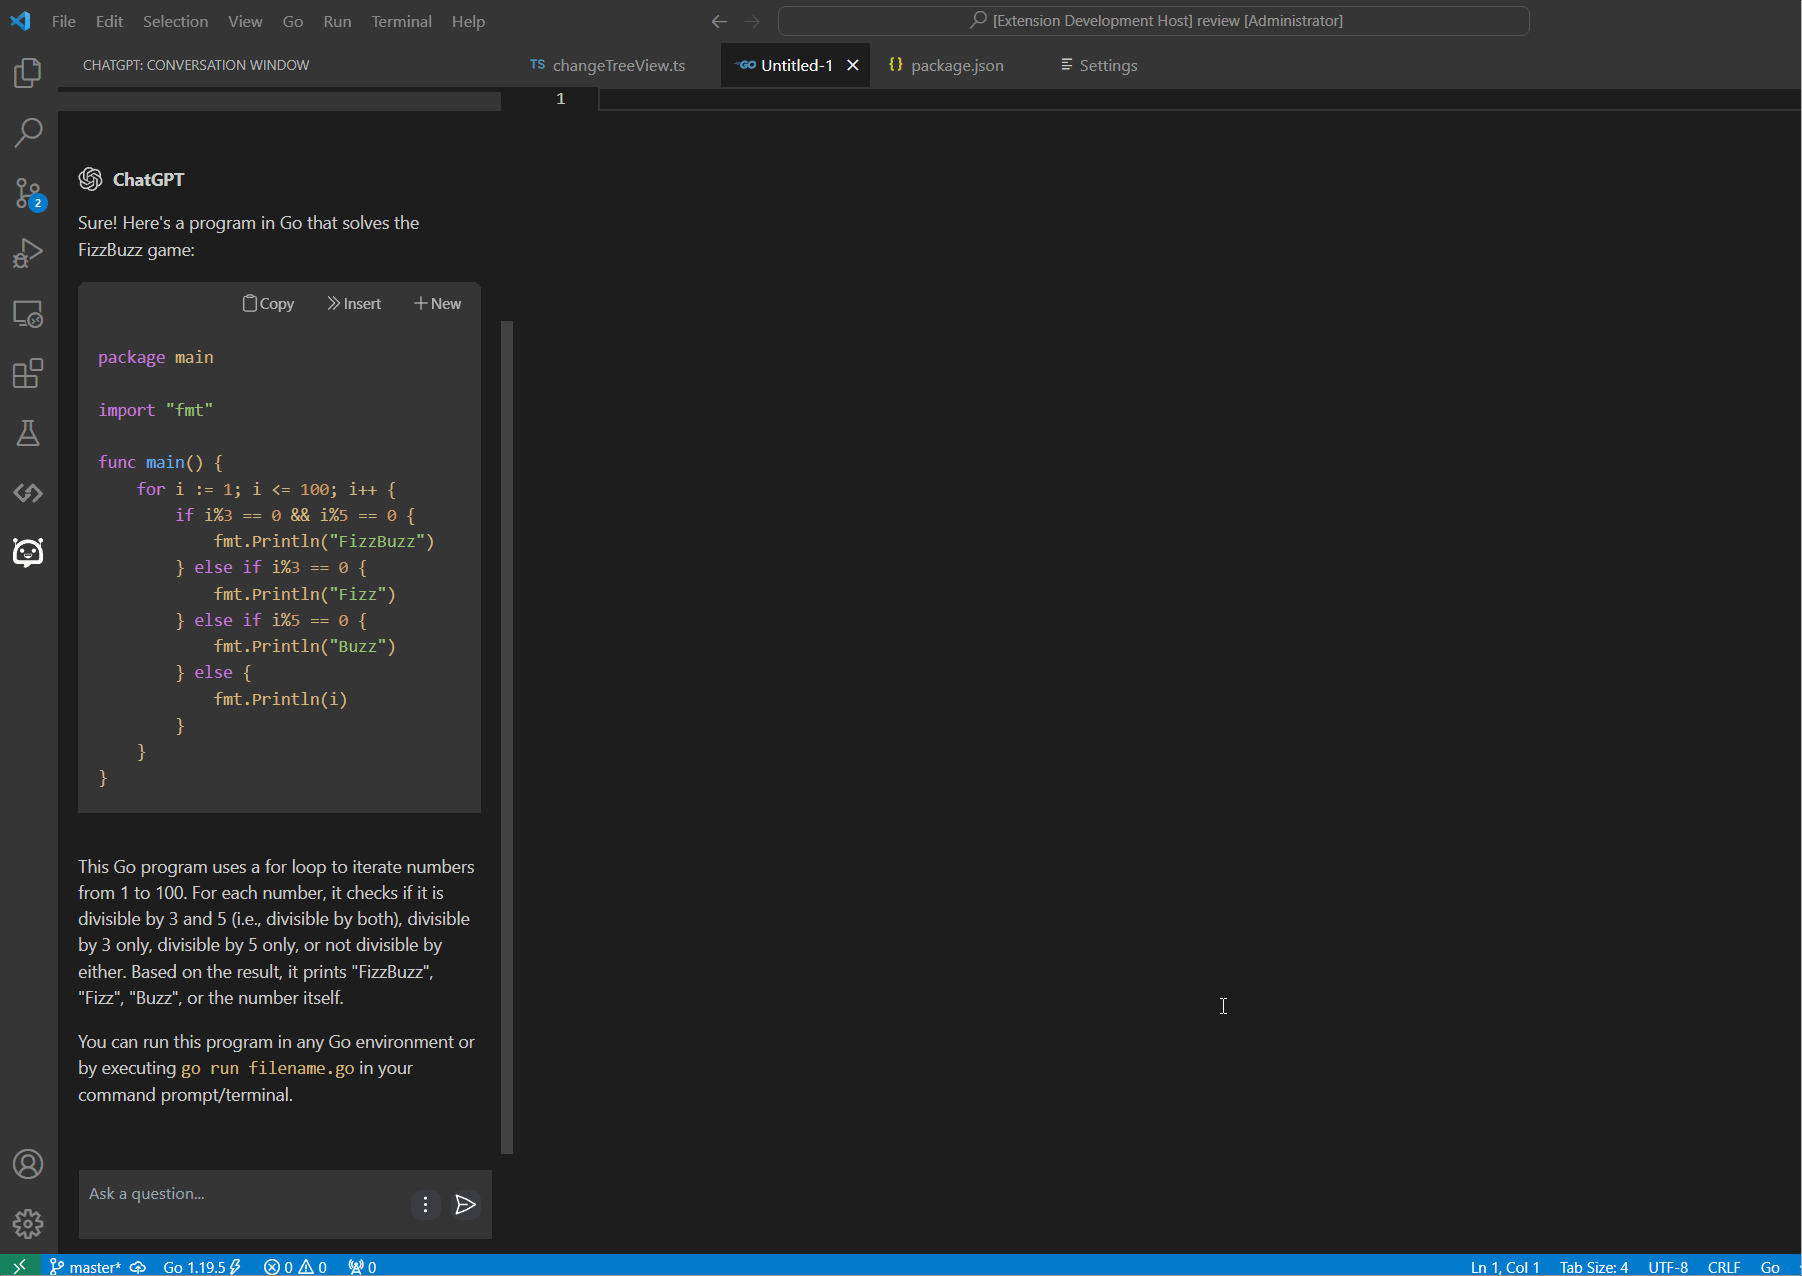 File Edit Selection View Go Run Terminal Help
[Extension Development Host] review [Administrator]
CHATGPT: CONVERSATION WINDOW
TS changeTreeView.ts
GO Untitled-1
{} package.json
Settings
1
2
ChatGPT
Sure! Here's a program in Go that solves the
FizzBuzz game:
Copy Insert New
package main
import "fmt"
func main() {
    for i := 1; i <= 100; i++ {
        if i%3 == 0 && i%5 == 0 {
            fmt.Println("FizzBuzz")
        } else if i%3 == 0 {
            fmt.Println("Fizz")
        } else if i%5 == 0 {
            fmt.Println("Buzz")
        } else {
            fmt.Println(i)
        }
    }
}
This Go program uses a for loop to iterate numbers
from 1 to 100. For each number, it checks if it is
divisible by 3 and 5 (i.e., divisible by both), divisible
by 3 only, divisible by 5 only, or not divisible by
either. Based on the result, it prints "FizzBuzz",
"Fizz", "Buzz", or the number itself.
You can run this program in any Go environment or
by executing go run filename.go in your
command prompt/terminal.
Ask a question...
master* Go 1.19.5 0 0 0 Ln 1, Col 1 Tab Size: 4 UTF-8 CRLF Go